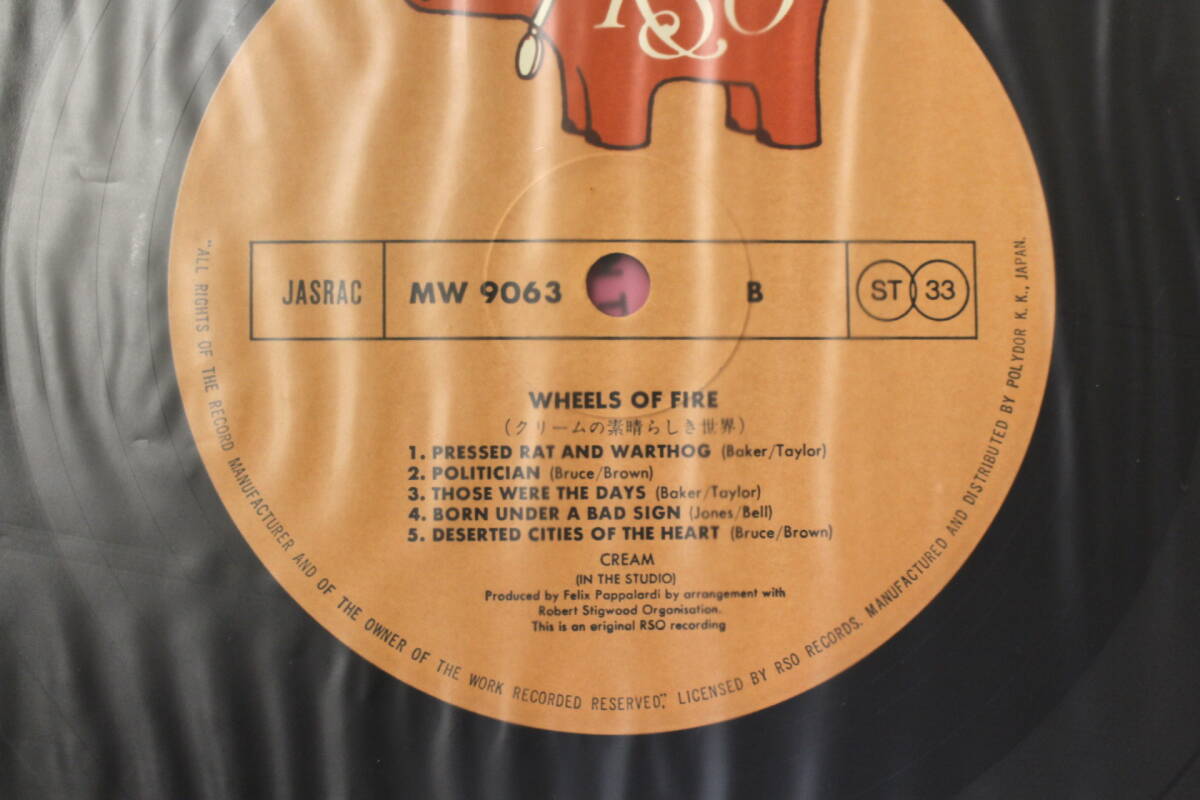 RSO
JASRAC MW 9063 B ST 33
WHEELS OF FIRE
(クリームの素晴らしき世界)
1. PRESSED RAT AND WARTHOG (Baker/Taylor)
2. POLITICIAN (Bruce/Brown)
3. THOSE WERE THE DAYS (Baker/Taylor)
4. BORN UNDER A BAD SIGN (Jones/Bell)
5. DESERTED CITIES OF THE HEART (Bruce/Brown)
CREAM
(IN THE STUDIO)
Produced by Felix Pappalardi by arrangement with
Robert Stigwood Organisation.
This is an original RSO recording
"ALL RIGHTS OF THE RECORD MANUFACTURER AND OF THE OWNER OF THE WORK RECORDED RESERVED," LICENSED BY RSO RECORDS. MANUFACTURED AND DISTRIBUTED BY POLYDOR K.K., JAPAN.